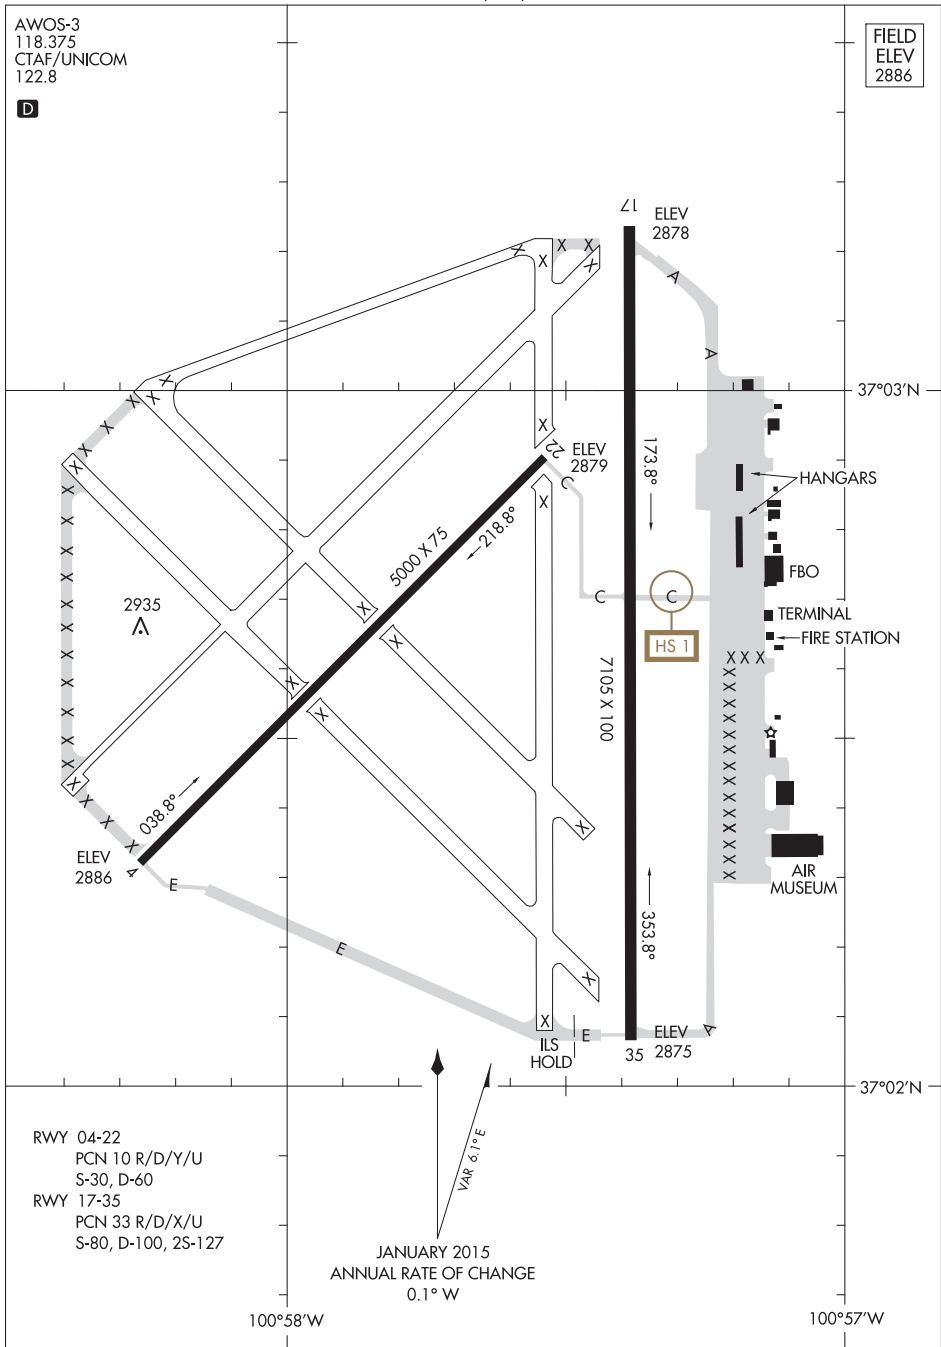 AWOS-3
118.375
CTAF/UNICOM
122.8
D
FIELD
ELEV
2886
17
ELEV
2878
X X
X X X
A
A
X X
X
37°03'N
X
X
X
22
ELEV
2879
C
173.8°
HANGARS
X
X
X
5000 X 75
218.8°
FBO
2935
X
C
C
HS 1
TERMINAL
FIRE STATION
X X X
X
7105 X 100
X
X
X
X
X
X
038.8°
X
X
X
X
ELEV
2886
4
E
AIR
MUSEUM
353.8°
E
X
X
ILS
HOLD
E
35
ELEV
2875
A
37°02'N
RWY 04-22
PCN 10 R/D/Y/U
S-30, D-60
RWY 17-35
PCN 33 R/D/X/U
S-80, D-100, 2S-127
VAR 6.1° E
JANUARY 2015
ANNUAL RATE OF CHANGE
0.1° W
100°58'W
100°57'W